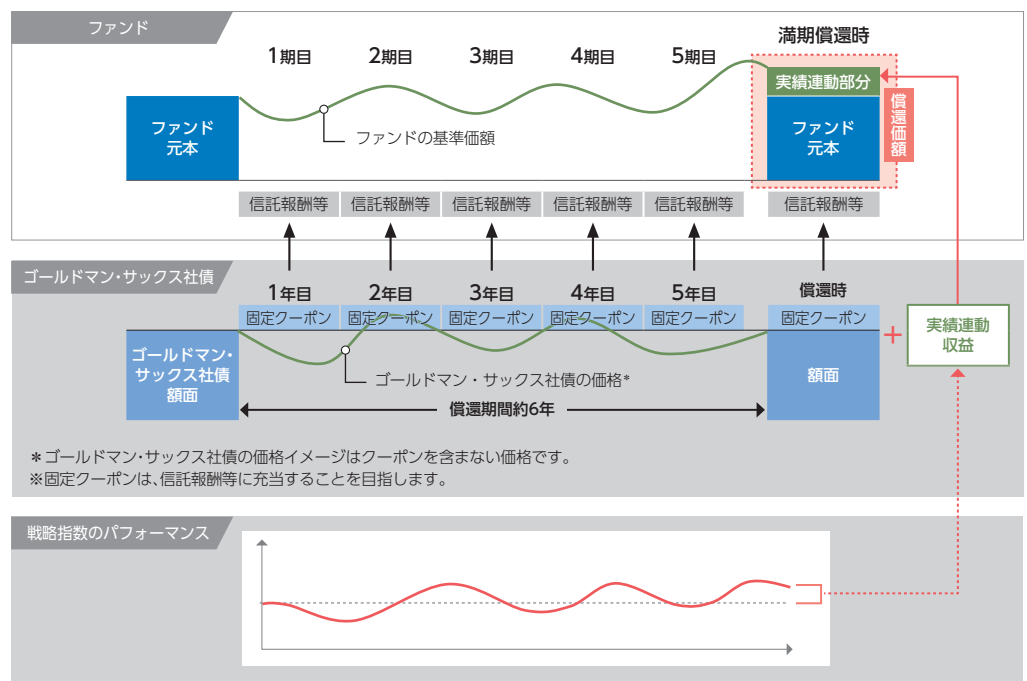 ファンド
1期目
2期目
3期目
4期目
5期目
満期償還時
実績連動部分
ファンド
元本
ファンドの基準価額
ファンド
元本
償還価額
信託報酬等
信託報酬等
信託報酬等
信託報酬等
信託報酬等
信託報酬等
ゴールドマン・サックス社債
1年目
2年目
3年目
4年目
5年目
償還時
固定クーポン
固定クーポン
固定クーポン
固定クーポン
固定クーポン
固定クーポン
+
実績連動
収益
ゴールドマン・
サックス社債
額面
ゴールドマン・サックス社債の価格*
額面
償還期間約6年
*ゴールドマン・サックス社債の価格イメージはクーポンを含まない価格です。
※固定クーポンは、信託報酬等に充当することを目指します。
戦略指数のパフォーマンス